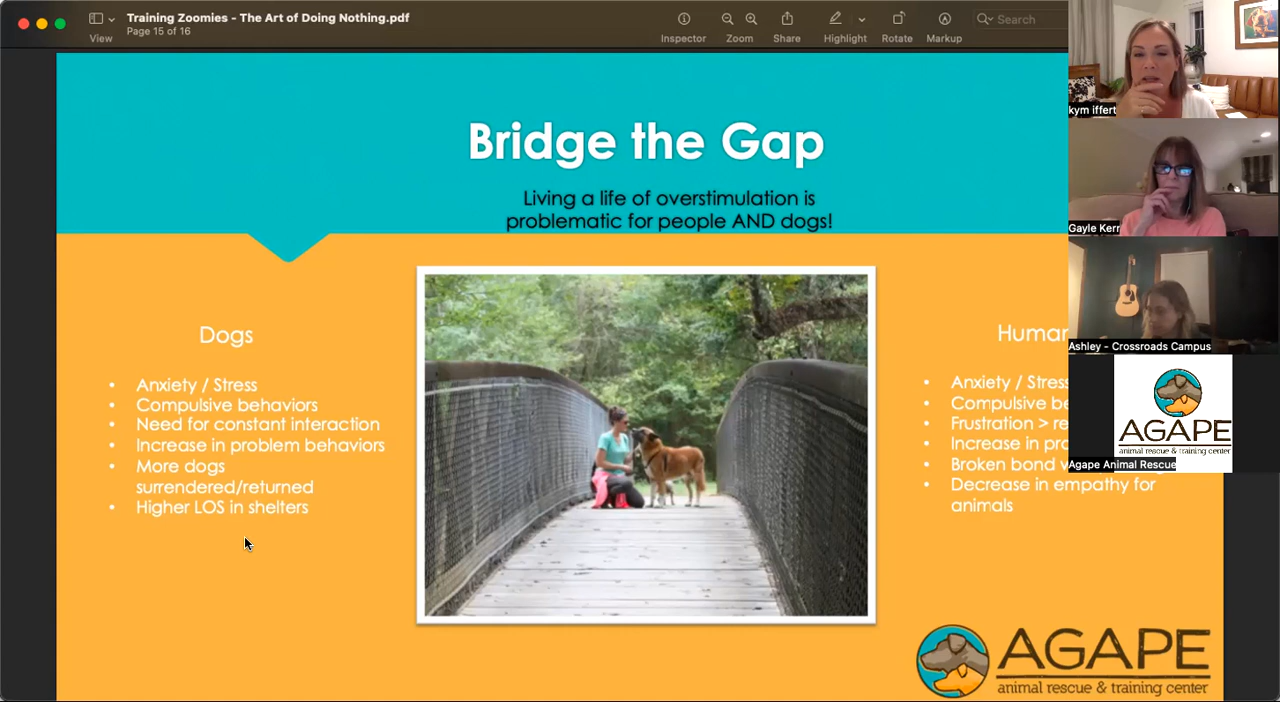 Training Zoomies - The Art of Doing Nothing.pdf
Page 15 of 16
View
Inspector
Zoom
Share
Highlight
Rotate
Markup
Search
Bridge the Gap
Living a life of overstimulation is
problematic for people AND dogs!
Dogs
• Anxiety / Stress
• Compulsive behaviors
• Need for constant interaction
• Increase in problem behaviors
• More dogs
surrendered/returned
• Higher LOS in shelters
• Anxiety / Stress
• Compulsive
• Frustration >
• Increase in
• Broken bond
• Decrease in empathy for
animals
AGAPE
animal rescue & training center
kym iffert
Gayle Kerr
Ashley - Crossroads Campus
AGAPE
animal rescue & training center
Agape Animal Rescue